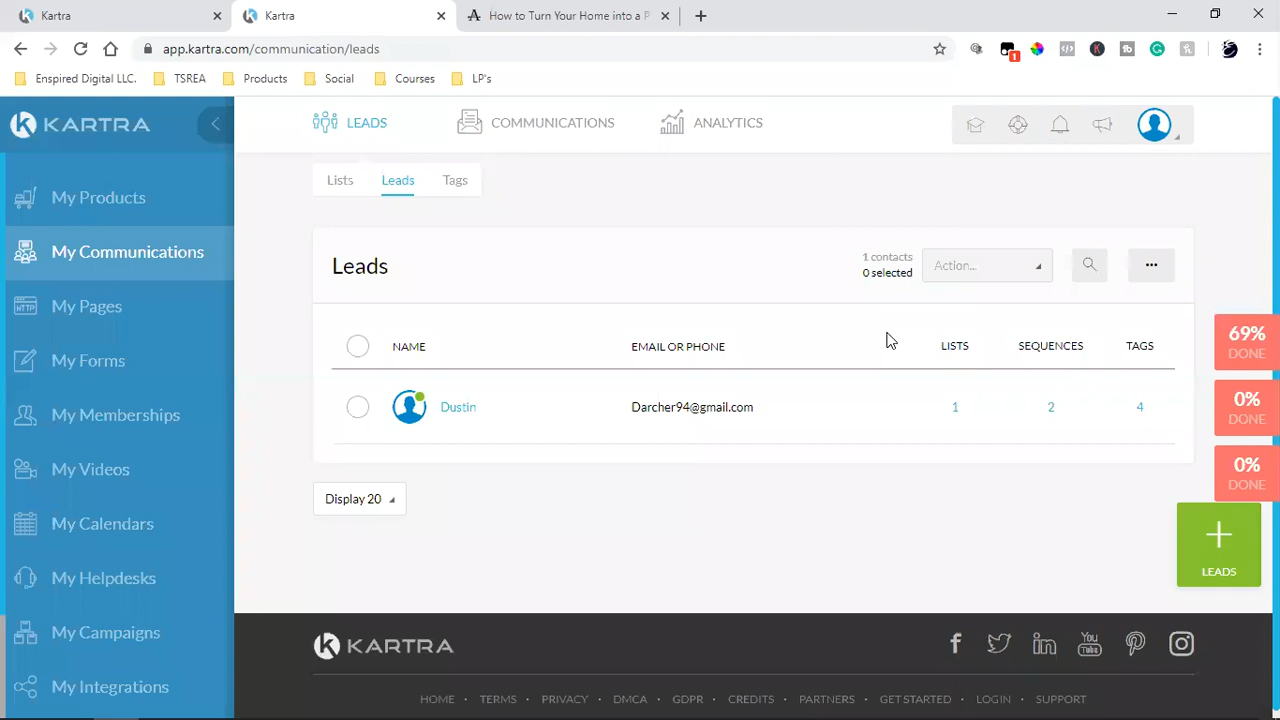 Kartra
Kartra
How to Turn Your Home into a P
app.kartra.com/communication/leads
1
Enspired Digital LLC.
TSREA
Products
Social
Courses
LP's
KARTRA
LEADS
COMMUNICATIONS
ANALYTICS
My Products
My Communications
My Pages
HTTP
My Forms
My Memberships
My Videos
My Calendars
My Helpdesks
My Campaigns
My Integrations
Lists
Leads
Tags
Leads
1 contacts
0 selected
Action...
NAME
EMAIL OR PHONE
LISTS
SEQUENCES
TAGS
Dustin
Darcher94@gmail.com
1
2
4
Display 20
69%
DONE
0%
DONE
0%
DONE
LEADS
KARTRA
You
Tube
HOME · TERMS · PRIVACY · DMCA · GDPR · CREDITS · PARTNERS · GET STARTED · LOGIN · SUPPORT